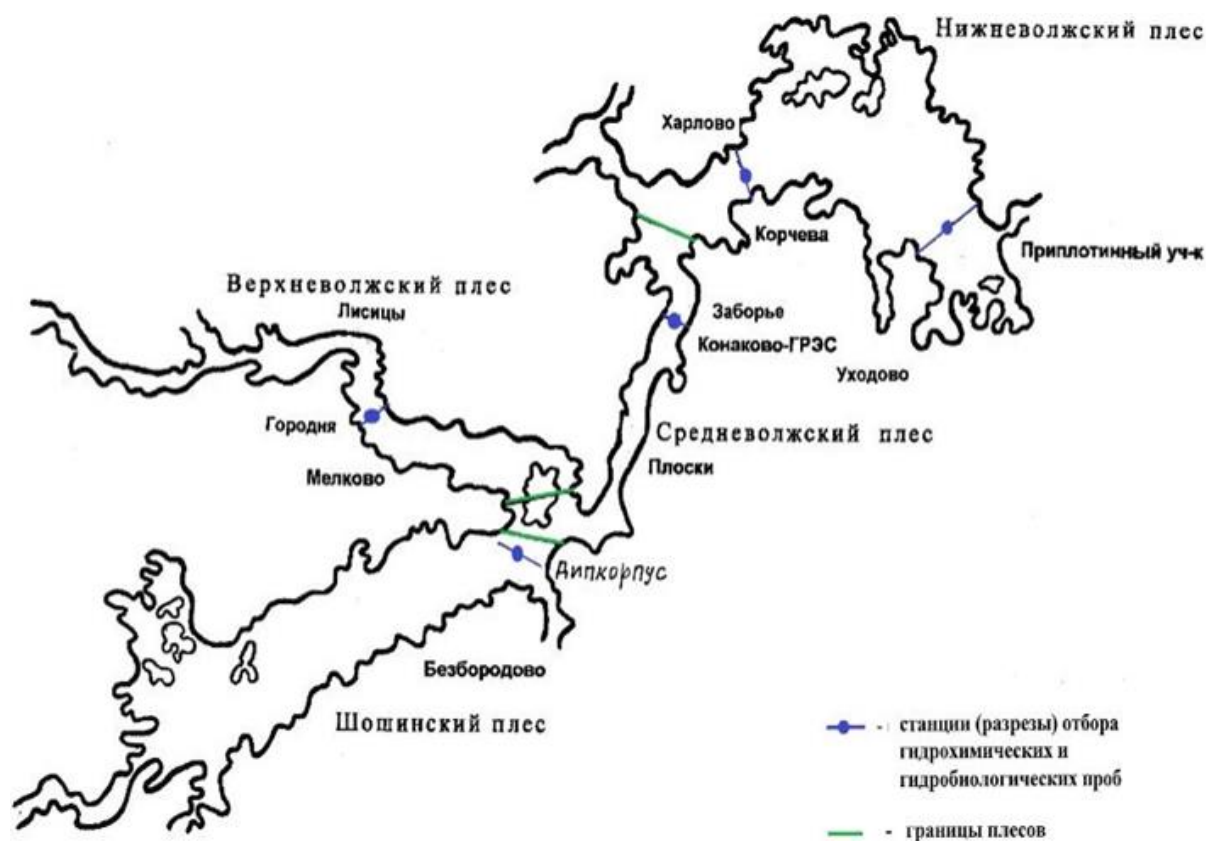 Нижневолжский плес
Харлово
Корчева
Приплотинный уч-к
Верхневолжский плес
Лисицы
Заборье
Конаково-ГРЭС
Уходово
Городня
Средневолжский плес
Плоски
Мелково
Дипкорпус
Безбородово
Шошинский плес
- станции (разрезы) отбора
гидрохимических и
гидробиологических проб
- границы плесов